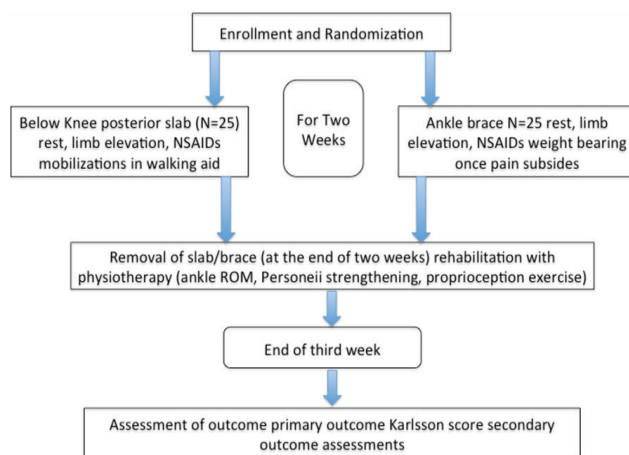 Enrollment and Randomization
Below Knee posterior slab (N=25)
rest, limb elevation, NSAIDs
mobilizations in walking aid
For Two
Weeks
Ankle brace N=25 rest, limb
elevation, NSAIDs weight bearing
once pain subsides
Removal of slab/brace (at the end of two weeks) rehabilitation with
physiotherapy (ankle ROM, Personeii strengthening, proprioception exercise)
End of third week
Assessment of outcome primary outcome Karlsson score secondary
outcome assessments